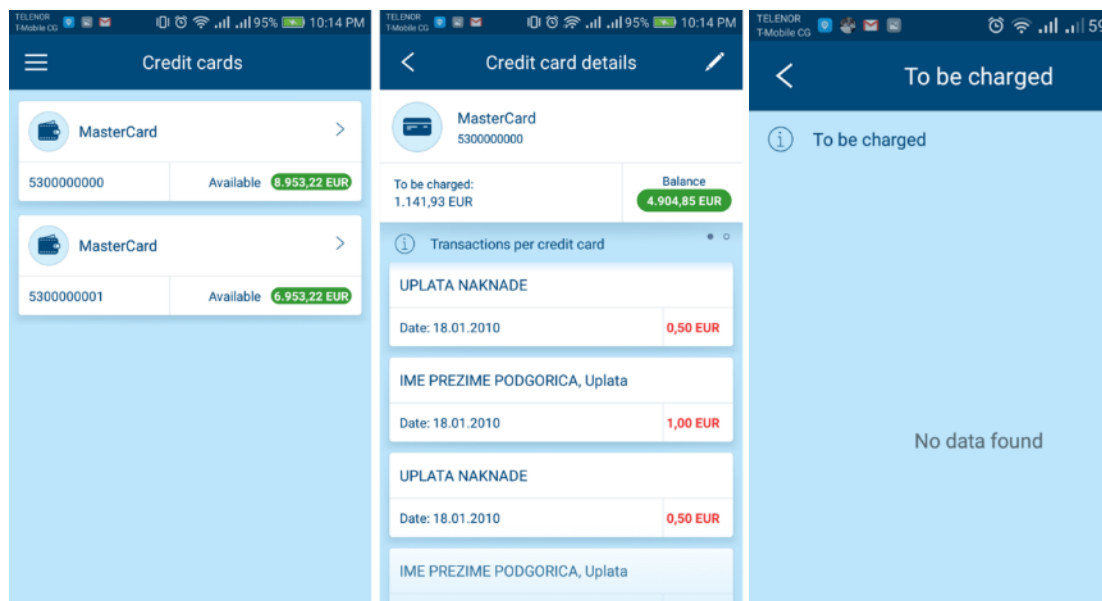 TELENOR
T-Mobile CG
95% 10:14 PM
Credit cards
MasterCard
5300000000 Available 8.953,22 EUR
MasterCard
5300000001 Available 6.953,22 EUR
TELENOR
T-Mobile CG
95% 10:14 PM
Credit card details
MasterCard
5300000000
To be charged:
1.141,93 EUR
Balance
4.904,85 EUR
Transactions per credit card
UPLATA NAKNADE
Date: 18.01.2010 0,50 EUR
IME PREZIME PODGORICA, Uplata
Date: 18.01.2010 1,00 EUR
UPLATA NAKNADE
Date: 18.01.2010 0,50 EUR
IME PREZIME PODGORICA, Uplata
TELENOR
T-Mobile CG
To be charged
To be charged
No data found